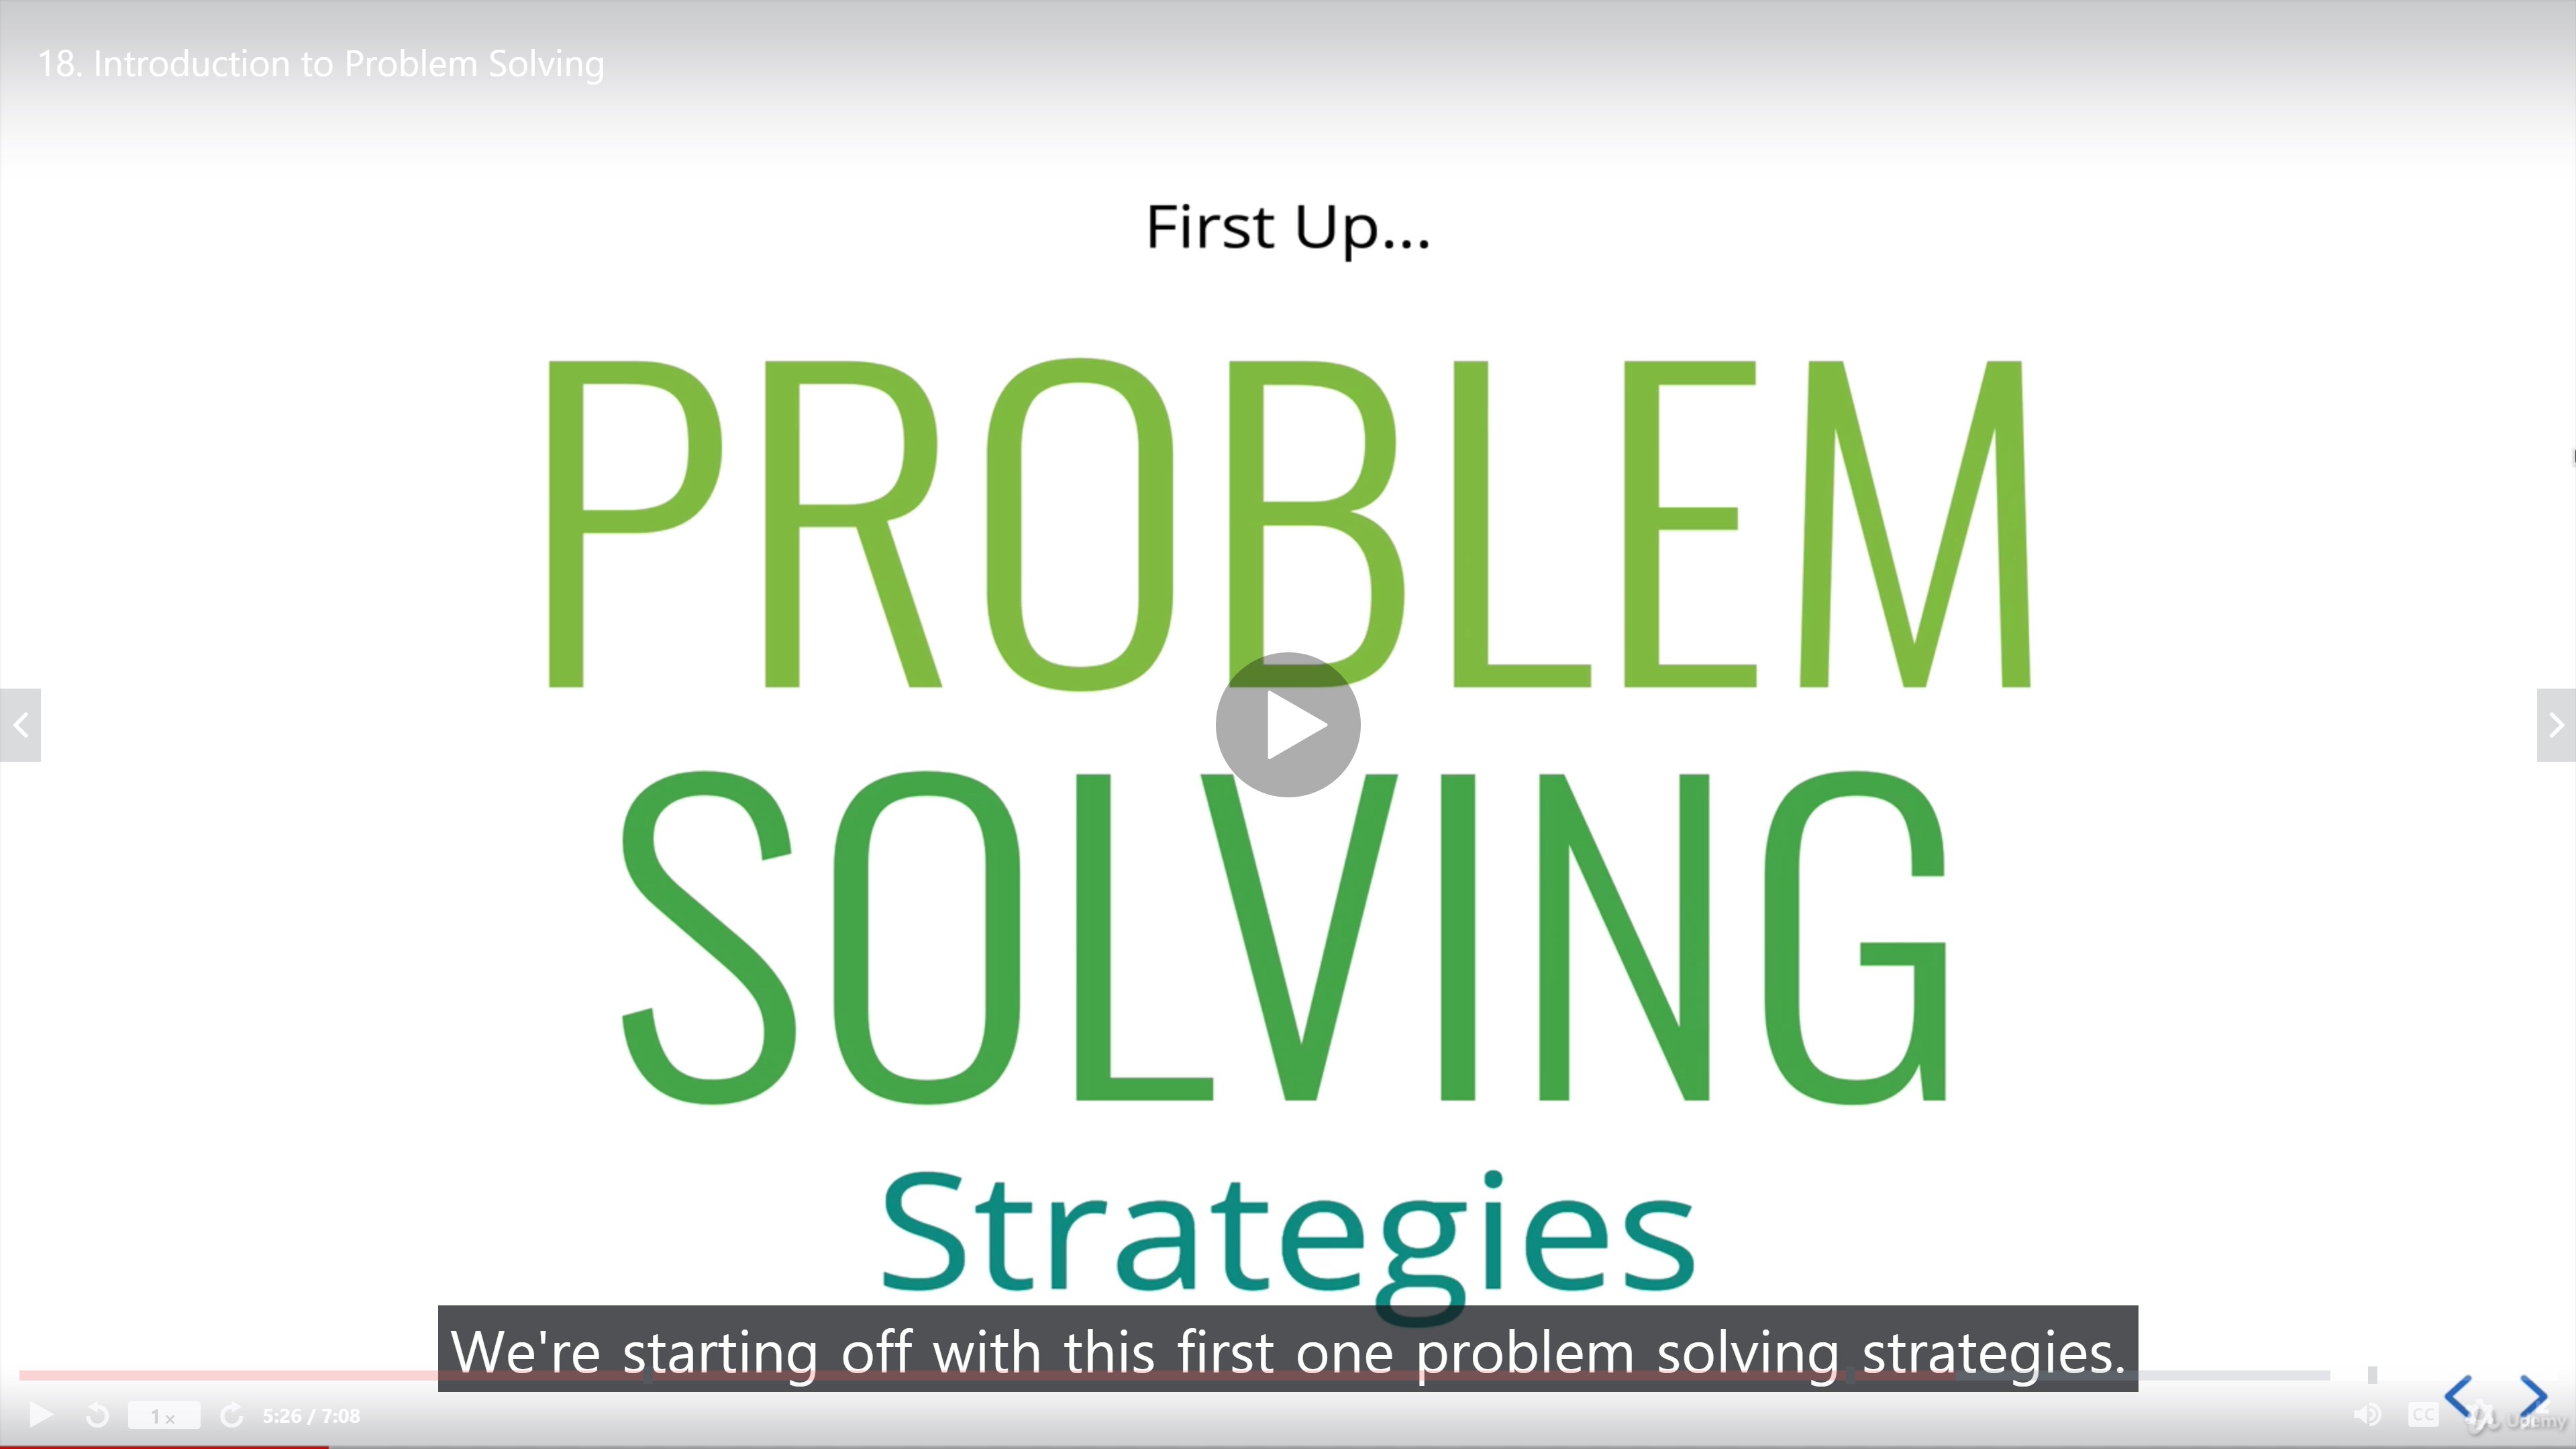 18. Introduction to Problem Solving
First Up...
PROBLEM
SOLVING
Strategies
We're starting off with this first one problem solving strategies.
1 x
5:26 / 7:08
CC
Udemy